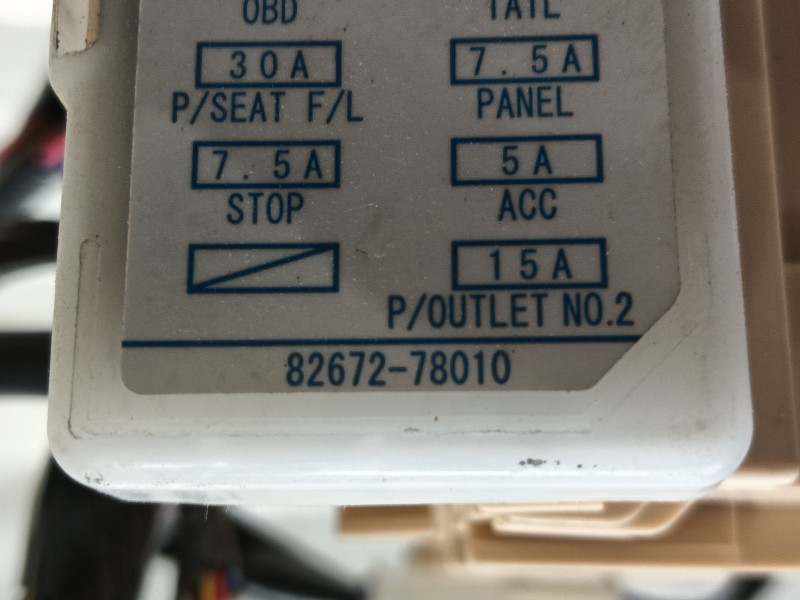 OBD TAIL
30A 7.5A
P/SEAT F/L PANEL
7.5A 5A
STOP ACC
15A
P/OUTLET NO.2
82672-78010